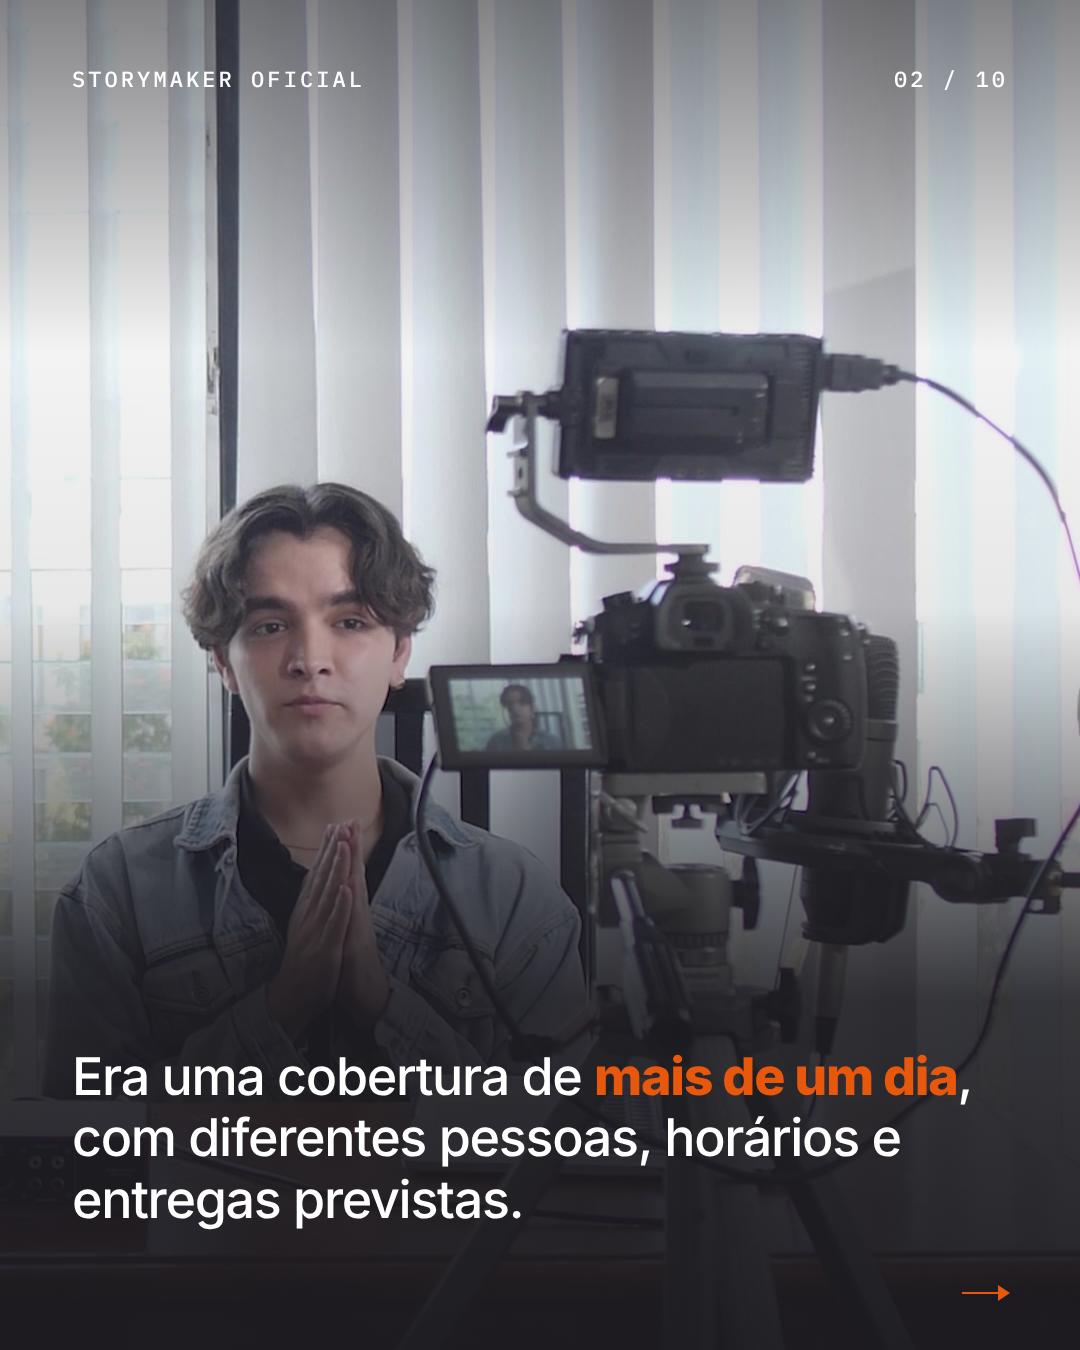 STORYMAKER OFICIAL
02 / 10
Era uma cobertura de mais de um dia,
com diferentes pessoas, horários e
entregas previstas.